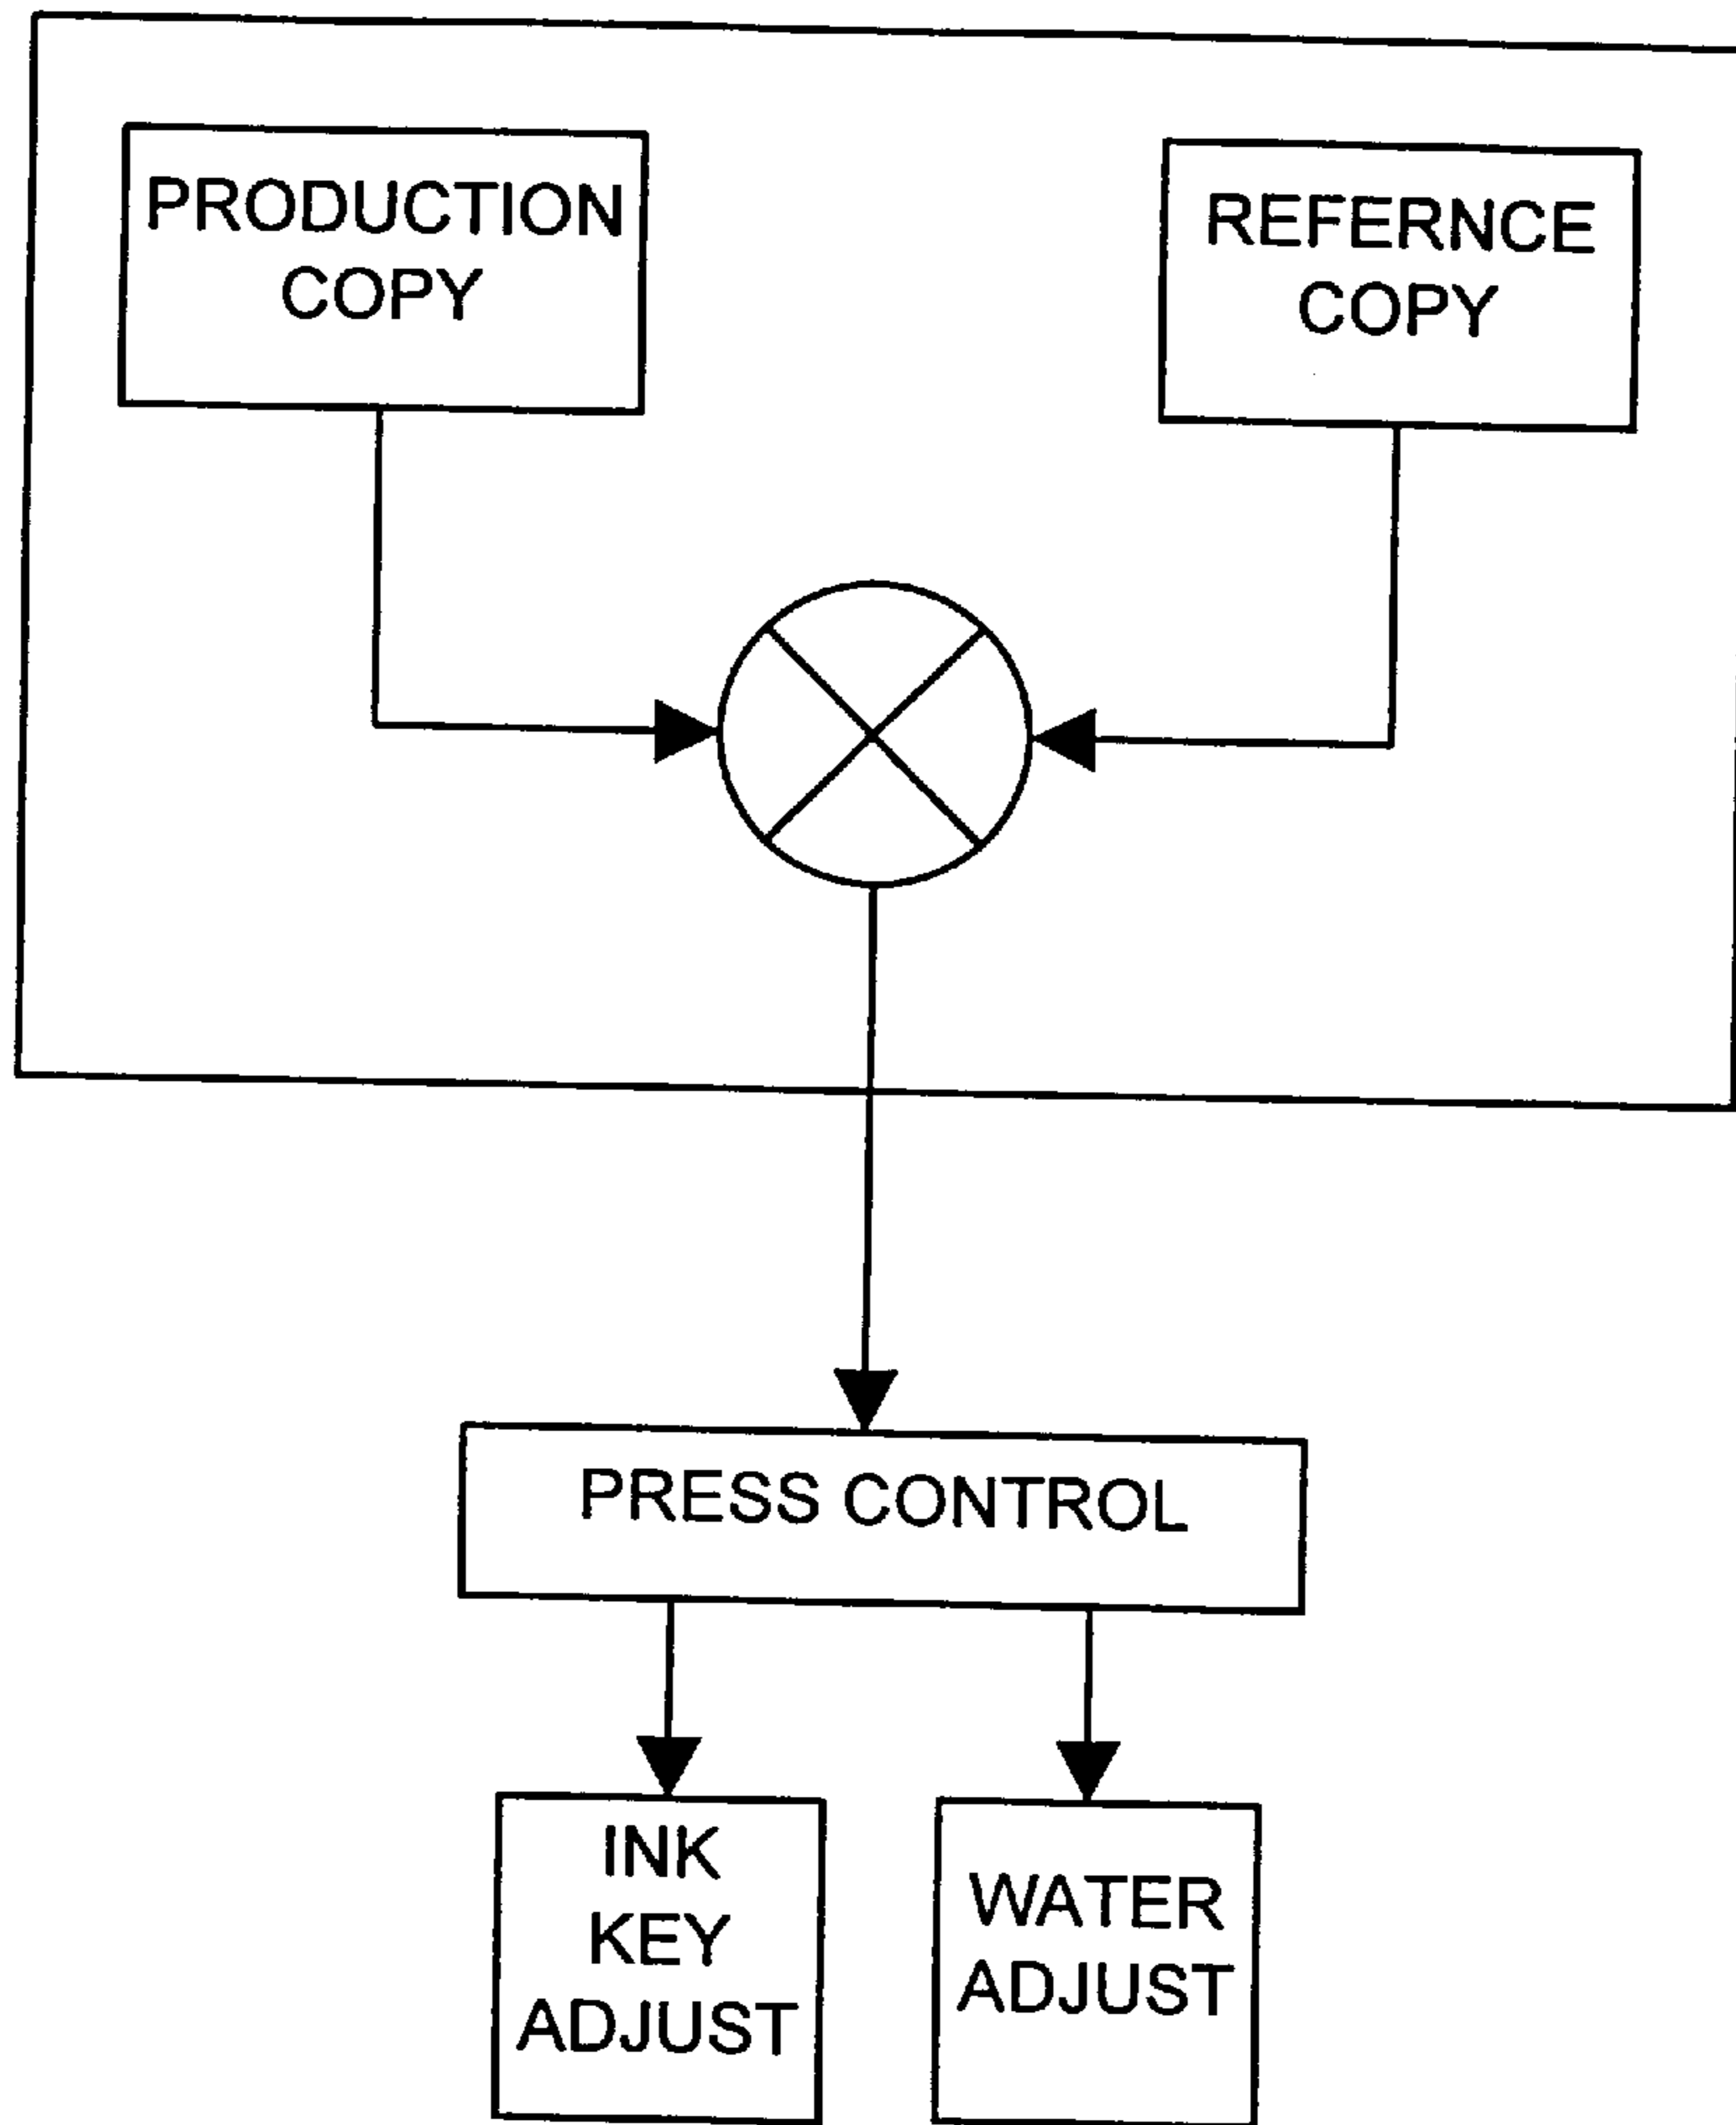 PRODUCTION
COPY
REFERNCE
COPY
PRESS CONTROL
INK
KEY
ADJUST
WATER
ADJUST